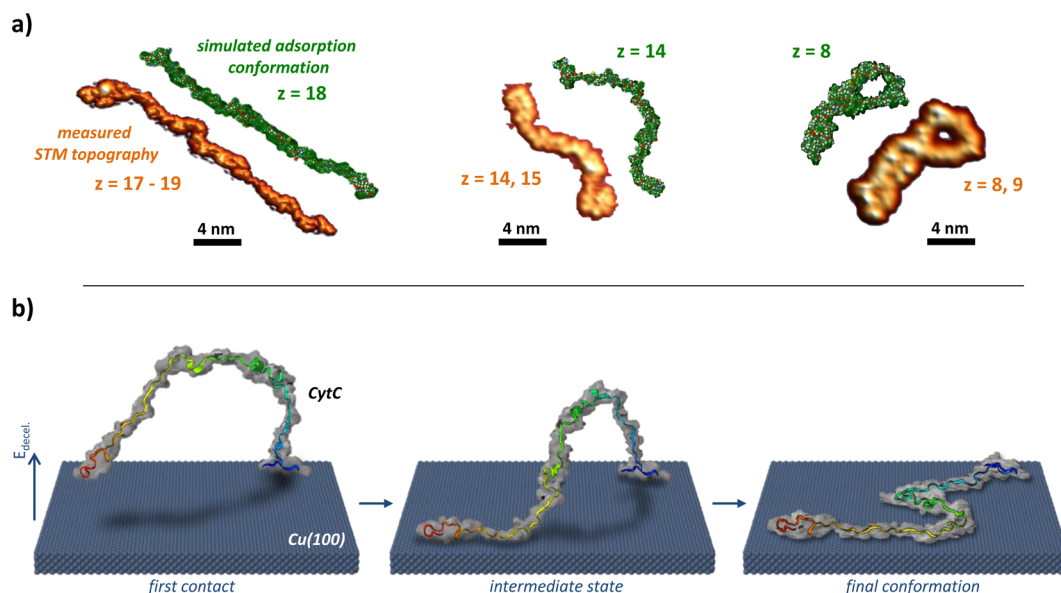 a)
simulated adsorption
conformation
z = 18
measured
STM topography
z = 17 - 19
4 nm
z = 14
z = 14, 15
4 nm
z = 8
z = 8, 9
4 nm
b)
E decel.
CytC
Cu(100)
first contact
intermediate state
final conformation